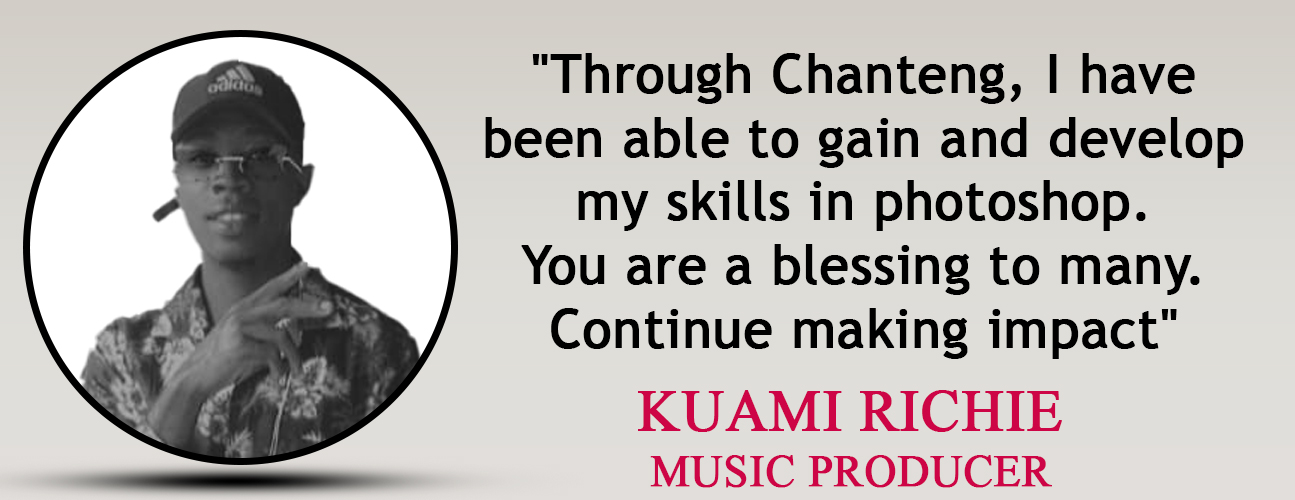 adidas
"Through Chanteng, I have
been able to gain and develop
my skills in photoshop.
You are a blessing to many.
Continue making impact"
KUAMI RICHIE
MUSIC PRODUCER